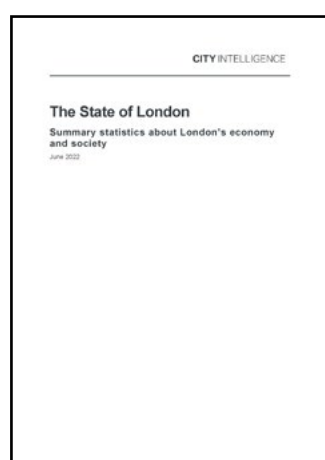 CITY INTELLIGENCE
The State of London
Summary statistics about London's economy
and society
June 2022